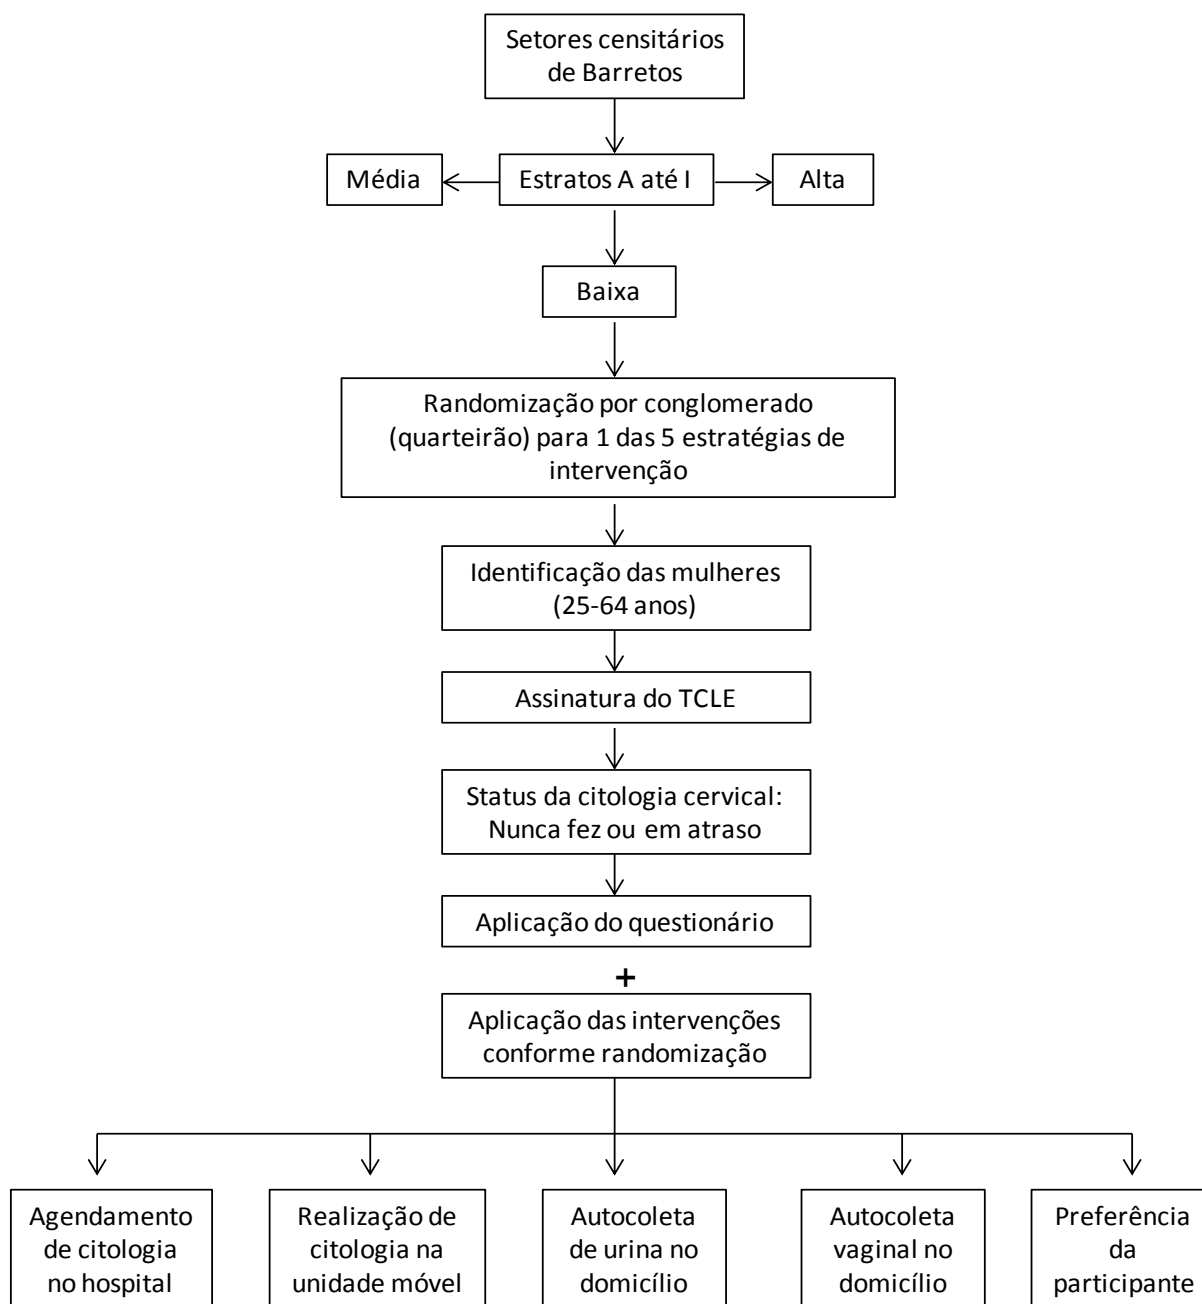 Setores censitários
de Barretos
Média
Estratos A até I
Alta
Baixa
Randomização por conglomerado
(quarteirão) para 1 das 5 estratégias de
intervenção
Identificação das mulheres
(25-64 anos)
Assinatura do TCLE
Status da citologia cervical:
Nunca fez ou em atraso
Aplicação do questionário
+
Aplicação das intervenções
conforme randomização
Agendamento
de citologia
no hospital
Realização de
citologia na
unidade móvel
Autocoleta
de urina no
domicílio
Autocoleta
vaginal no
domicílio
Preferência
da
participante